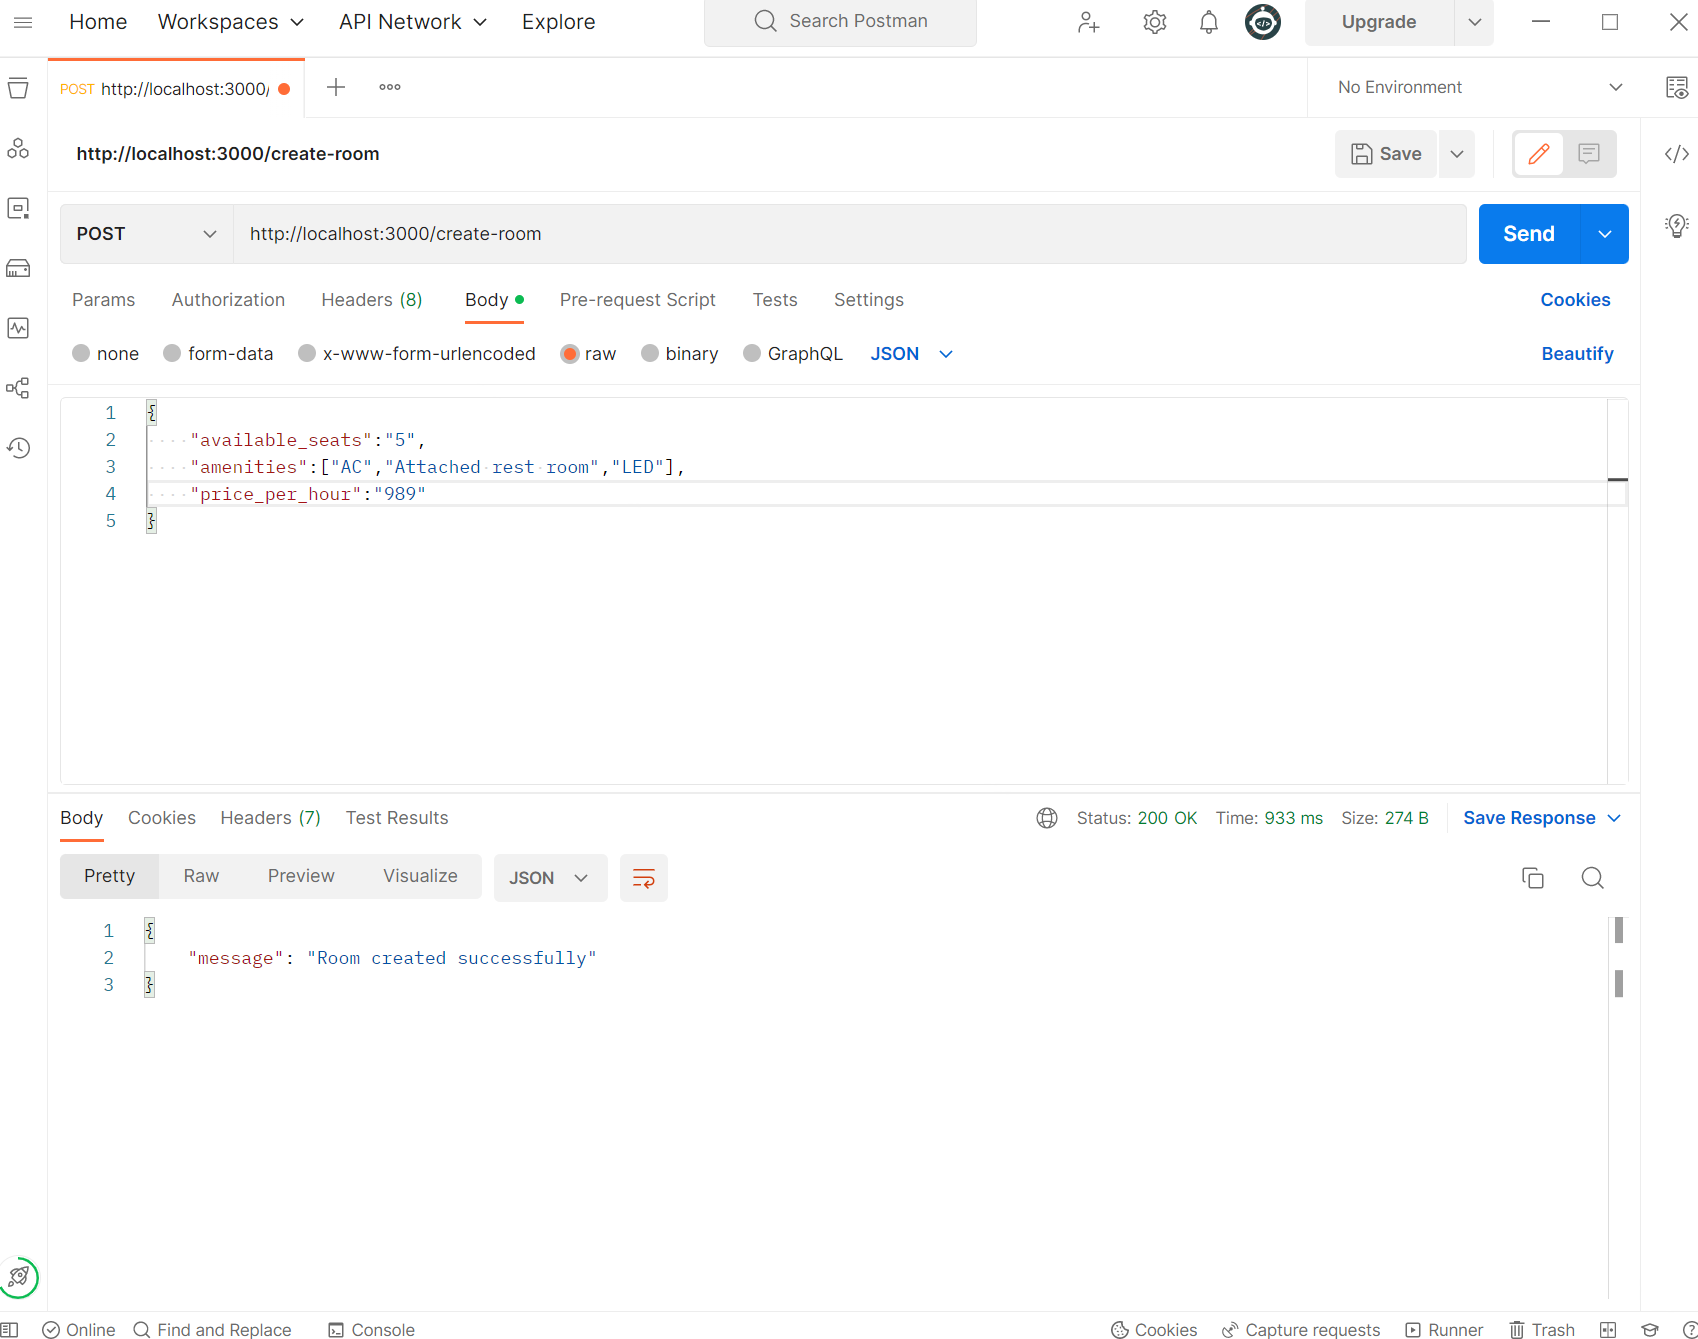 Home Workspaces API Network Explore Search Postman Upgrade
POST http://localhost:3000/ No Environment
http://localhost:3000/create-room Save
POST http://localhost:3000/create-room Send
Params Authorization Headers (8) Body Pre-request Script Tests Settings Cookies
none form-data x-www-form-urlencoded raw binary GraphQL JSON Beautify
1 {
2 "available_seats":"5",
3 "amenities":["AC","Attached rest room","LED"],
4 "price_per_hour":"989"
5 }
Body Cookies Headers (7) Test Results Status: 200 OK Time: 933 ms Size: 274 B Save Response
Pretty Raw Preview Visualize JSON
1 {
2 "message": "Room created successfully"
3 }
Online Find and Replace Console Cookies Capture requests Runner Trash